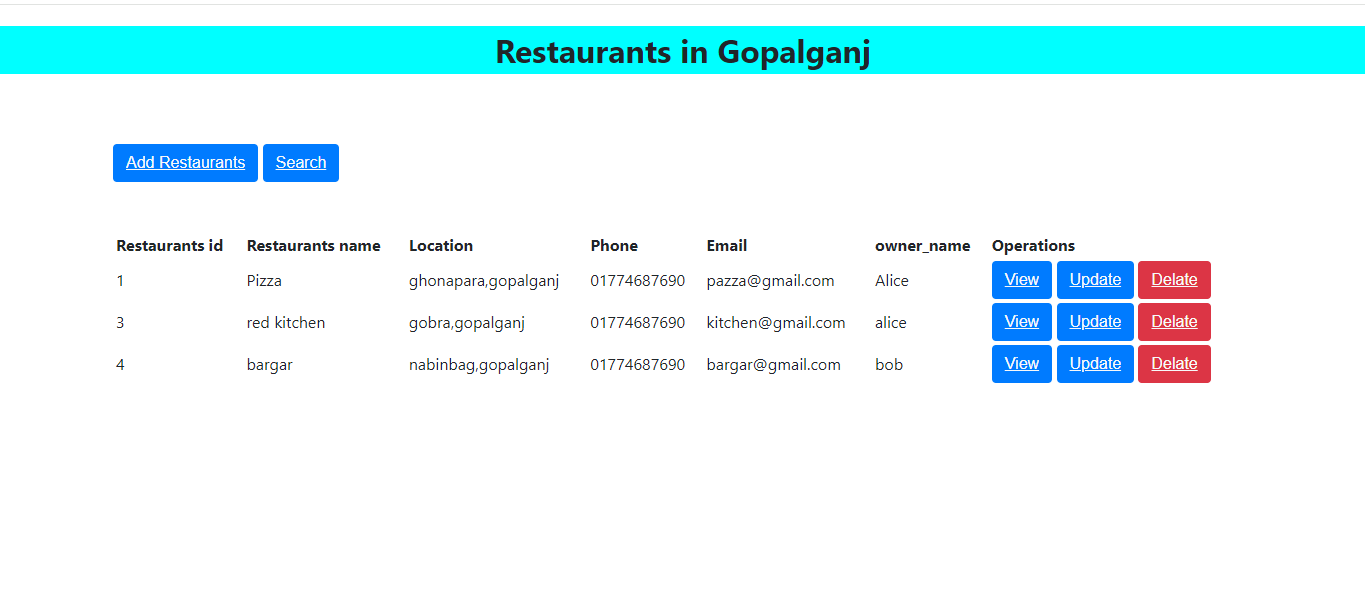 Restaurants in Gopalganj
Add Restaurants Search
Restaurants id Restaurants name Location Phone Email owner_name Operations
1 Pizza ghonapara,gopalganj 01774687690 pazza@gmail.com Alice View Update Delate
3 red kitchen gobra,gopalganj 01774687690 kitchen@gmail.com alice View Update Delate
4 bargar nabinbag,gopalganj 01774687690 bargar@gmail.com bob View Update Delate